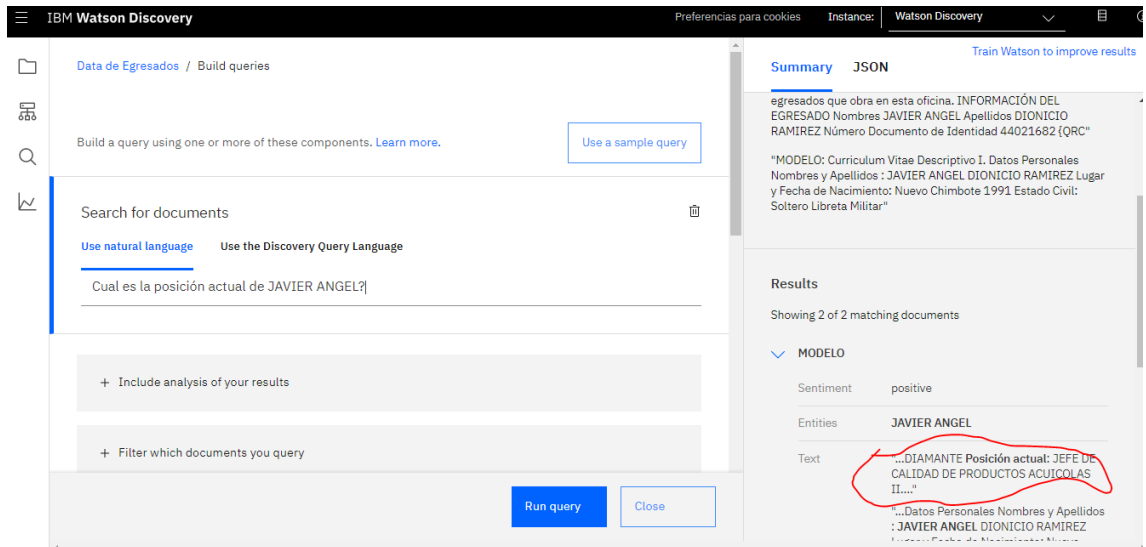 IBM Watson Discovery
Preferencias para cookies
Instance:
Watson Discovery
Data de Egresados / Build queries
Build a query using one or more of these components. Learn more.
Use a sample query
Search for documents
Use natural language
Use the Discovery Query Language
Cual es la posición actual de JAVIER ANGEL?
+ Include analysis of your results
+ Filter which documents you query
Run query
Close
Train Watson to improve results
Summary
JSON
egresados que obra en esta oficina. INFORMACIÓN DEL
EGRESADO Nombres JAVIER ANGEL Apellidos DIONICIO
RAMIREZ Número Documento de Identidad 44021682 {QRC"
"MODELO: Curriculum Vitae Descriptivo I. Datos Personales
Nombres y Apellidos : JAVIER ANGEL DIONICIO RAMIREZ Lugar
y Fecha de Nacimiento: Nuevo Chimbote 1991 Estado Civil:
Soltero Libreta Militar"
Results
Showing 2 of 2 matching documents
MODELO
Sentiment
positive
Entities
JAVIER ANGEL
Text
"...DIAMANTE Posición actual: JEFE DE
CALIDAD DE PRODUCTOS ACUICOLAS
II...."
"...Datos Personales Nombres y Apellidos
: JAVIER ANGEL DIONICIO RAMIREZ